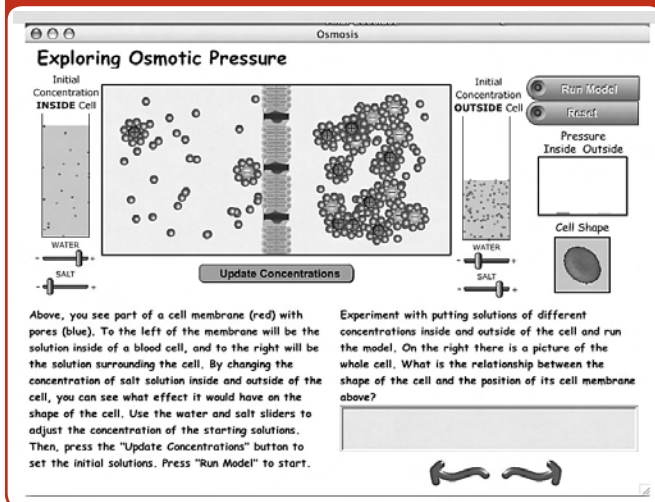 Osmosis
Exploring Osmotic Pressure
Initial
Concentration
INSIDE Cell
WATER
- +
SALT
- +
Update Concentrations
Initial
Concentration
OUTSIDE Cell
WATER
- +
SALT
- +
Run Model
Reset
Pressure
Inside Outside
Cell Shape
Above, you see part of a cell membrane (red) with
pores (blue). To the left of the membrane will be the
solution inside of a blood cell, and to the right will be
the solution surrounding the cell. By changing the
concentration of salt solution inside and outside of the
cell, you can see what effect it would have on the
shape of the cell. Use the water and salt sliders to
adjust the concentration of the starting solutions.
Then, press the "Update Concentrations" button to
set the initial solutions. Press "Run Model" to start.
Experiment with putting solutions of different
concentrations inside and outside of the cell and run
the model. On the right there is a picture of the
whole cell. What is the relationship between the
shape of the cell and the position of its cell membrane
above?